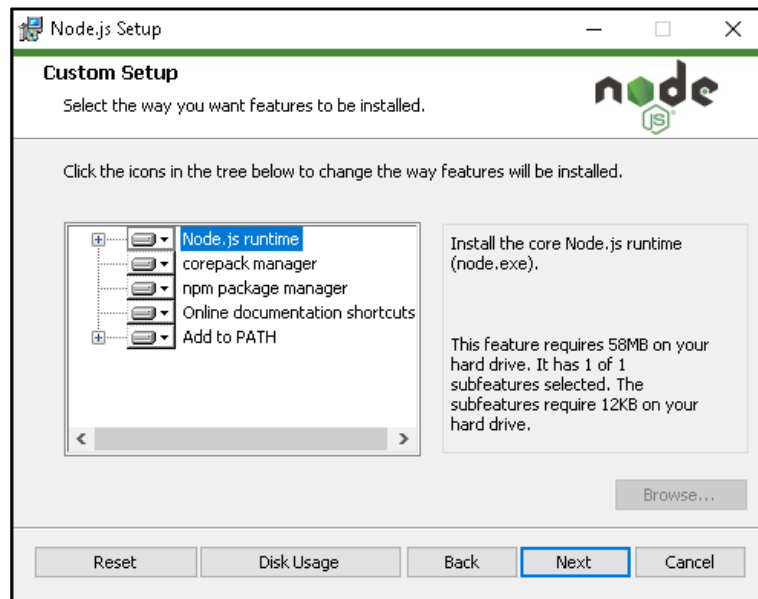 Node.js Setup
Custom Setup
Select the way you want features to be installed.
node
JS
Click the icons in the tree below to change the way features will be installed.
Node.js runtime
corepack manager
npm package manager
Online documentation shortcuts
Add to PATH
Install the core Node.js runtime
(node.exe).
This feature requires 58MB on your
hard drive. It has 1 of 1
subfeatures selected. The
subfeatures require 12KB on your
hard drive.
Browse...
Reset
Disk Usage
Back
Next
Cancel